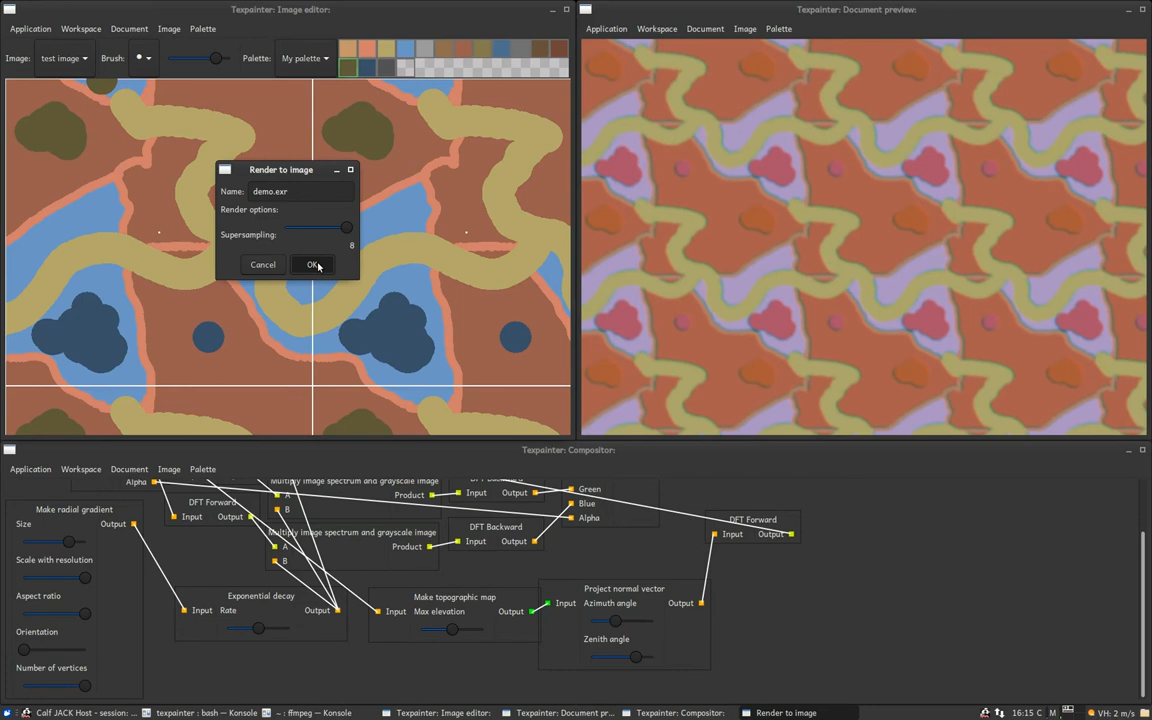 Texpainter: Image editor:
Application Workspace Document Image Palette
Image: test image Brush: Palette: My palette
Texpainter: Document preview:
Application Workspace Document Image Palette
Render to image
Name: demo.exr
Render options:
Supersampling:
8
Cancel OK
Texpainter: Compositor:
Application Workspace Document Image Palette
Alpha
Make radial gradient
Size Output
Scale with resolution
Aspect ratio
Orientation
Number of vertices
DFT Forward
Input Output
Multiply image spectrum and grayscale image
A Product
B
Multiply image spectrum and grayscale image
A Product
B
Input Output
DFT Backward
Input Output
Green
Blue
Alpha
DFT Forward
Input Output
Exponential decay
Input Rate Output
Make topographic map
Input Max elevation Output
Project normal vector
Input Azimuth angle Output
Zenith angle
Calf JACK Host - session: ... texpainter : bash — Konsole ~ : ffmpeg — Konsole Texpainter: Image editor: Texpainter: Document pr... Texpainter: Compositor: Render to image 16:15 C M VH: 2 m/s